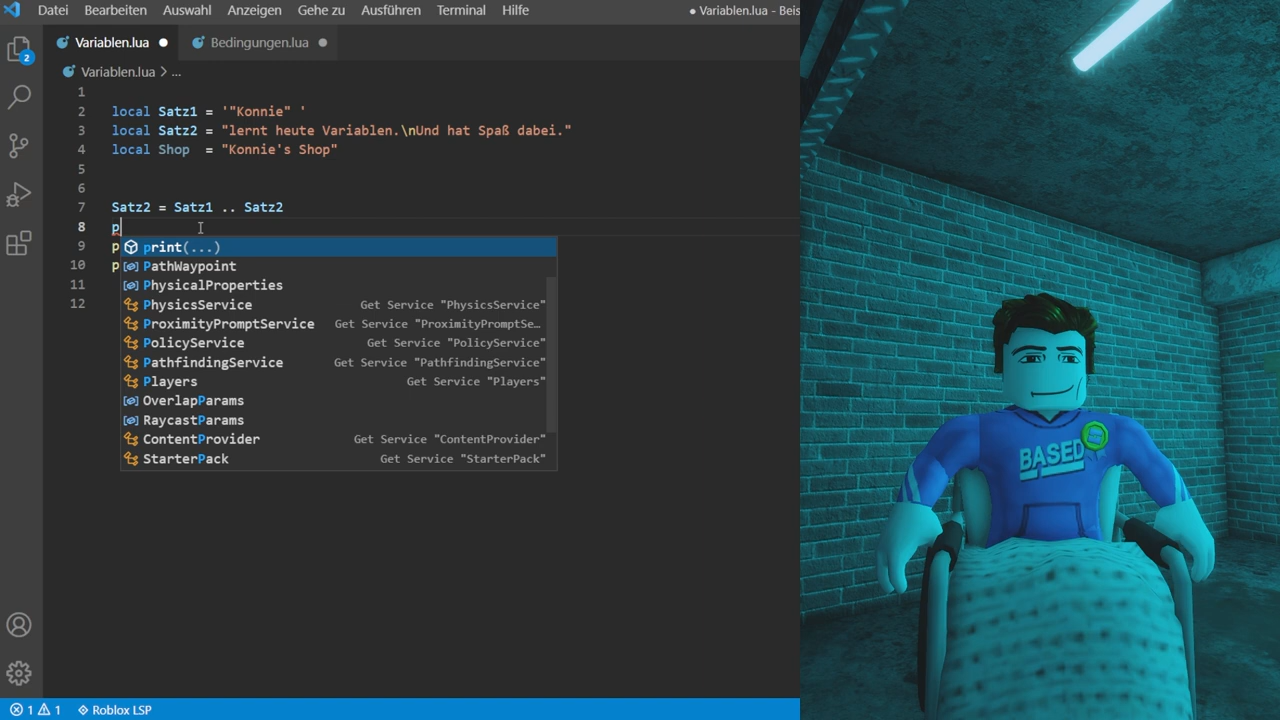 Datei Bearbeiten Auswahl Anzeigen Gehe zu Ausführen Terminal Hilfe ● Variablen.lua - Beis
Variablen.lua ● Bedingungen.lua ●
Variablen.lua > ...
1
2 local Satz1 = '"Konnie" '
3 local Satz2 = "lernt heute Variablen.\nUnd hat Spaß dabei."
4 local Shop = "Konnie's Shop"
5
6
7 Satz2 = Satz1 .. Satz2
8 p
print(...)
9 p
PathWaypoint
10 p
PhysicalProperties
11
PhysicsService Get Service "PhysicsService"
12
ProximityPromptService Get Service "ProximityPromptSe…
PolicyService Get Service "PolicyService"
PathfindingService Get Service "PathfindingService"
Players Get Service "Players"
OverlapParams
RaycastParams
ContentProvider Get Service "ContentProvider"
StarterPack Get Service "StarterPack"
2
BASED
1 1 Roblox LSP